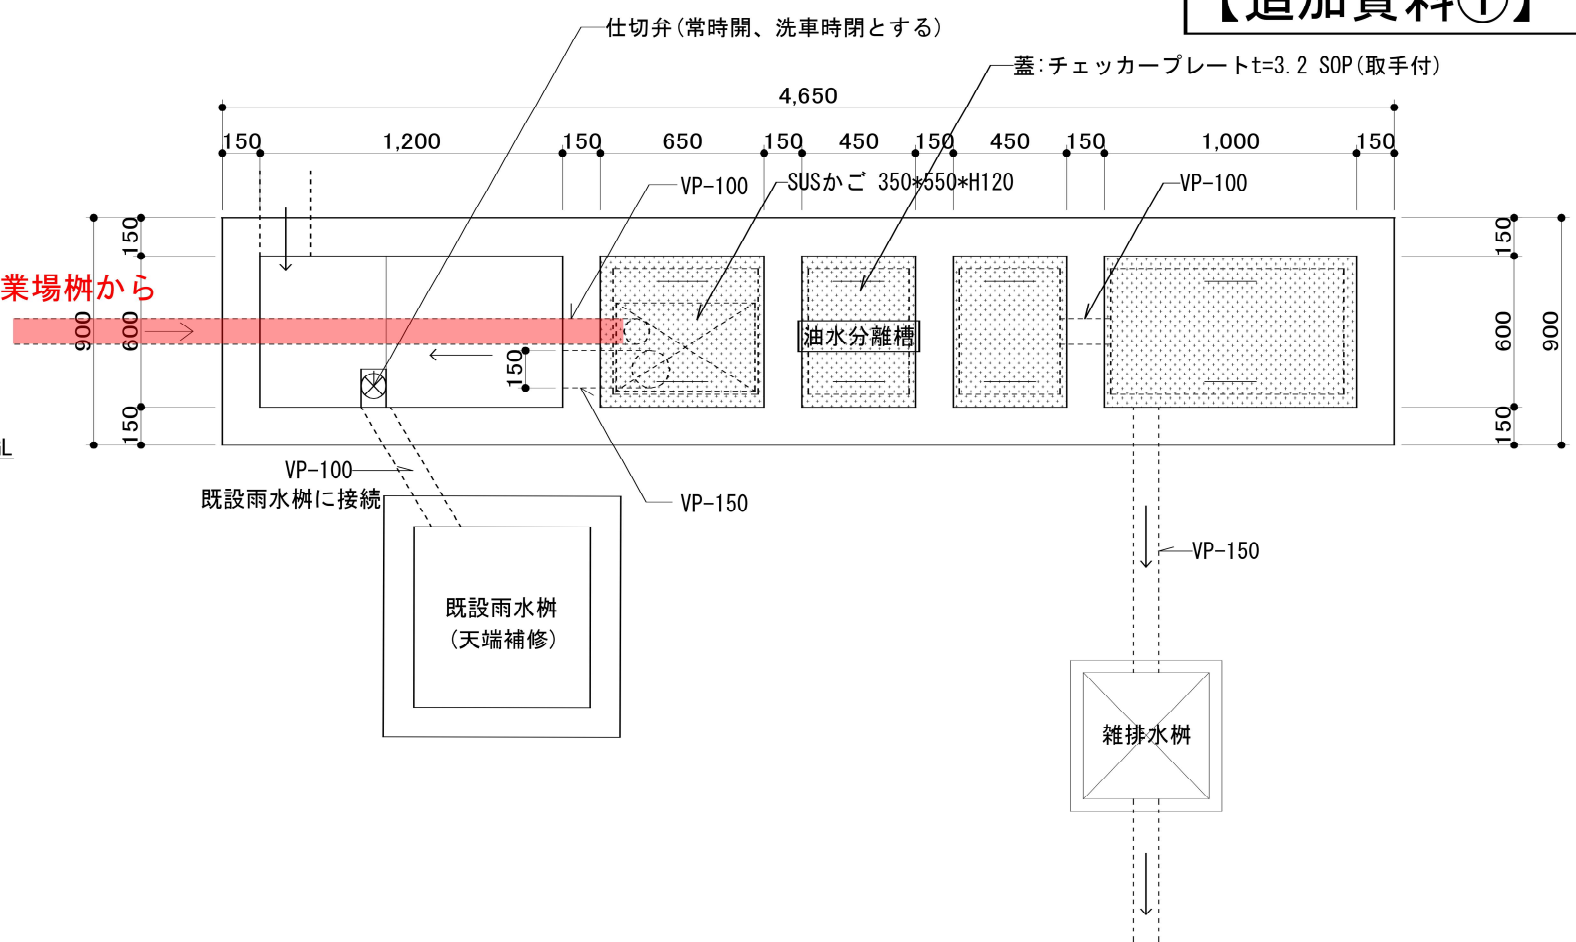 【追加資料①】
仕切弁(常時開、洗車時閉とする)
蓋:チェッカープレートt=3.2 SOP(取手付)
4,650
150 1,200 150 650 150 450 150 450 150 1,000 150
VP-100 SUSかご 350*550*H120 VP-100
150 150
業場桝から
900 600 油水分離槽 600 900
150
150 150
GL
VP-100
既設雨水桝に接続
VP-150
VP-150
既設雨水桝
(天端補修)
雑排水桝